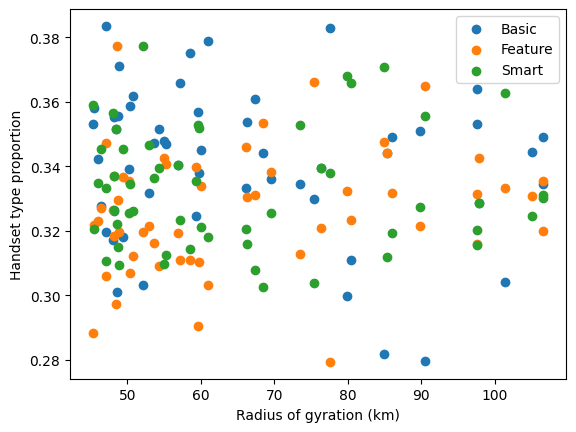 0.38
0.36
0.34
0.32
0.30
0.28
Handset type proportion
50
60
70
80
90
100
Radius of gyration (km)
Basic
Feature
Smart